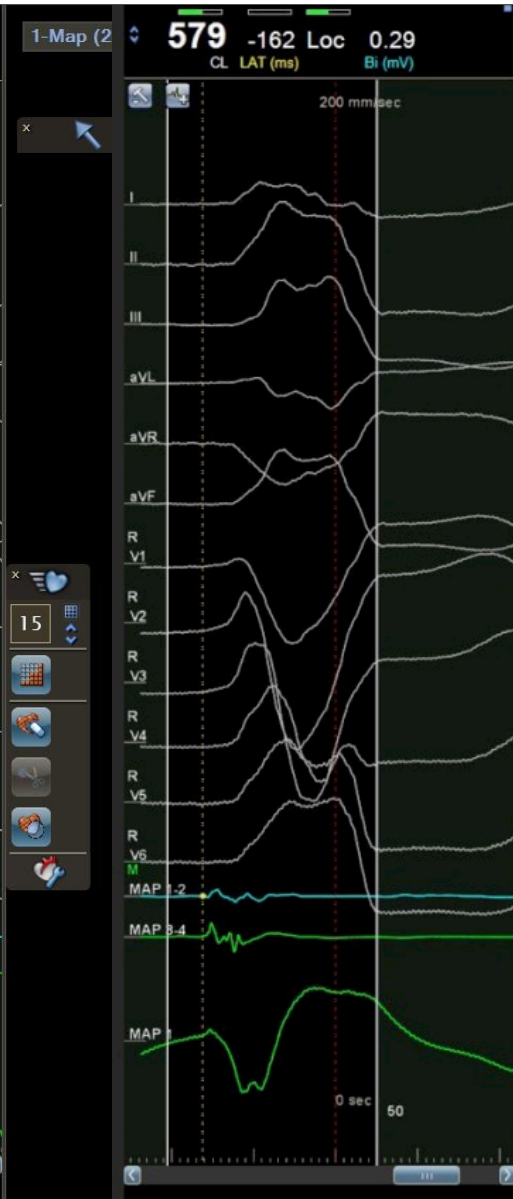 1-Map (2
579 -162 Loc 0.29
CL LAT (ms) Bi (mV)
200 mm/sec
x
I
II
III
aVL
aVR
aVF
R
V1
R
V2
R
V3
R
V4
x
15
R
V5
R
V6
M
MAP 1-2
MAP 3-4
MAP 1
0 sec
50